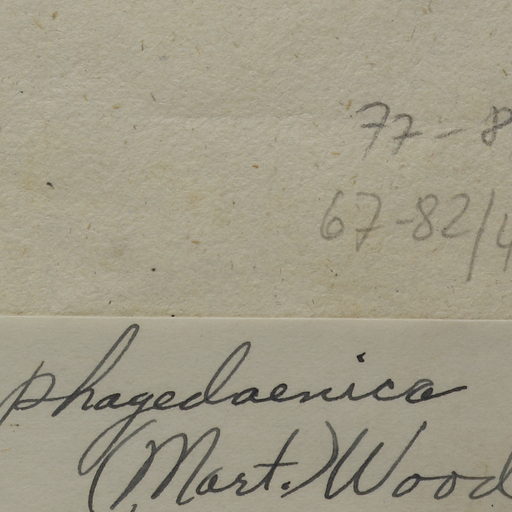 77-8
67-82/4
phagedaenica
(Mart.) Wood